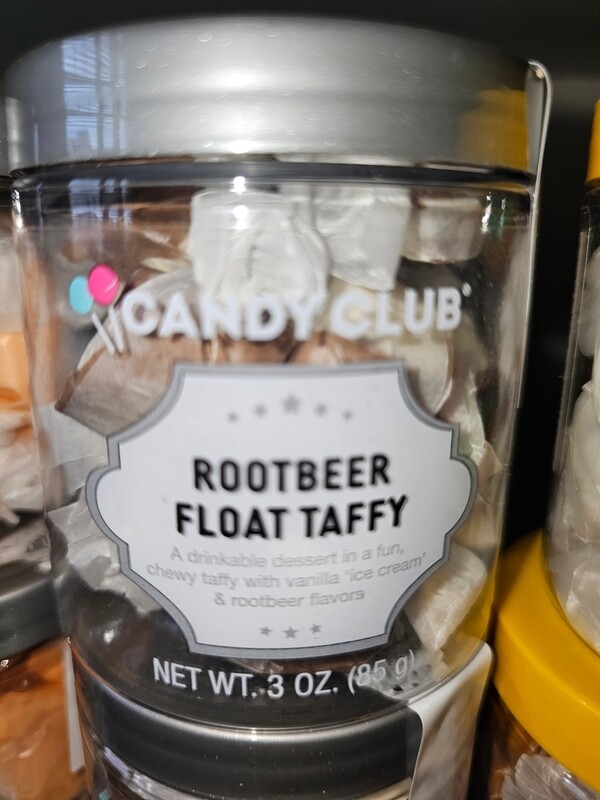 CANDY CLUB®
ROOTBEER
FLOAT TAFFY
A drinkable dessert in a fun,
chewy taffy with vanilla 'ice cream'
& rootbeer flavors
NET WT. 3 OZ. (85 g)